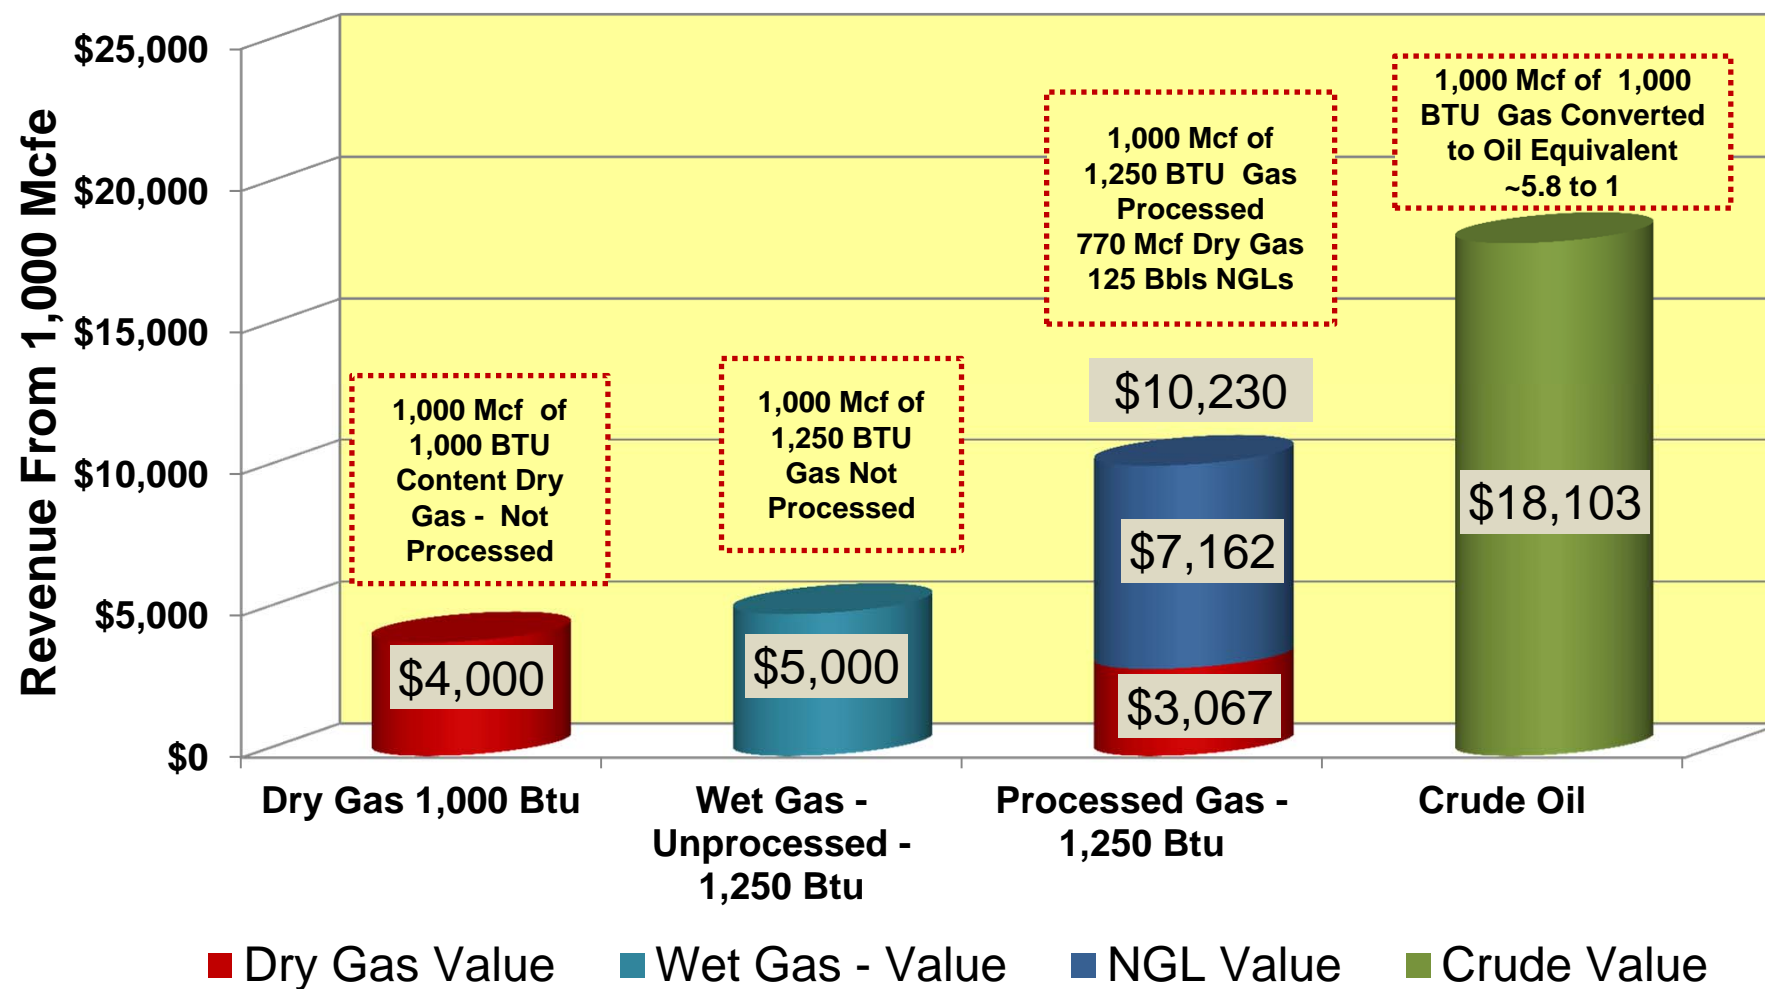 Revenue From 1,000 Mcfe
$25,000
$20,000
$15,000
$10,000
$5,000
$0
1,000 Mcf of
1,000 BTU
Content Dry
Gas - Not
Processed
$4,000
1,000 Mcf of
1,250 BTU
Gas Not
Processed
$5,000
1,000 Mcf of
1,250 BTU Gas
Processed
770 Mcf Dry Gas
125 Bbls NGLs
$10,230
$7,162
$3,067
1,000 Mcf of 1,000
BTU Gas Converted
to Oil Equivalent
~5.8 to 1
$18,103
Dry Gas 1,000 Btu
Wet Gas -
Unprocessed -
1,250 Btu
Processed Gas -
1,250 Btu
Crude Oil
Dry Gas Value
Wet Gas - Value
NGL Value
Crude Value